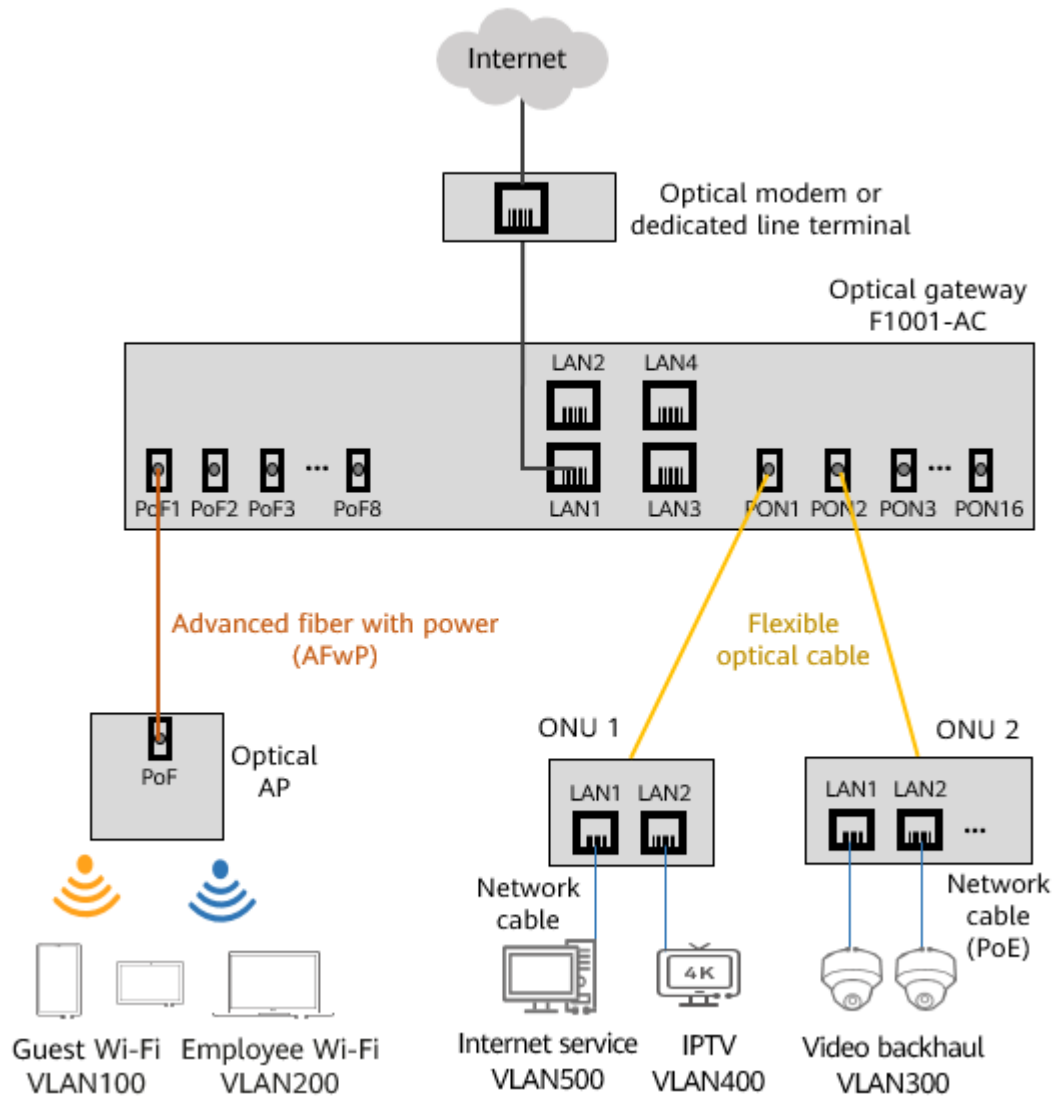 Internet
Optical modem or
dedicated line terminal
Optical gateway
F1001-AC
LAN2 LAN4
PoF1 PoF2 PoF3 ... PoF8 LAN1 LAN3 PON1 PON2 PON3 ... PON16
Advanced fiber with power
(AFwP)
Flexible
optical cable
PoF
Optical
AP
ONU 1
LAN1 LAN2
ONU 2
LAN1 LAN2
...
Network
cable
Network
cable
(PoE)
4K
Guest Wi-Fi
VLAN100
Employee Wi-Fi
VLAN200
Internet service
VLAN500
IPTV
VLAN400
Video backhaul
VLAN300